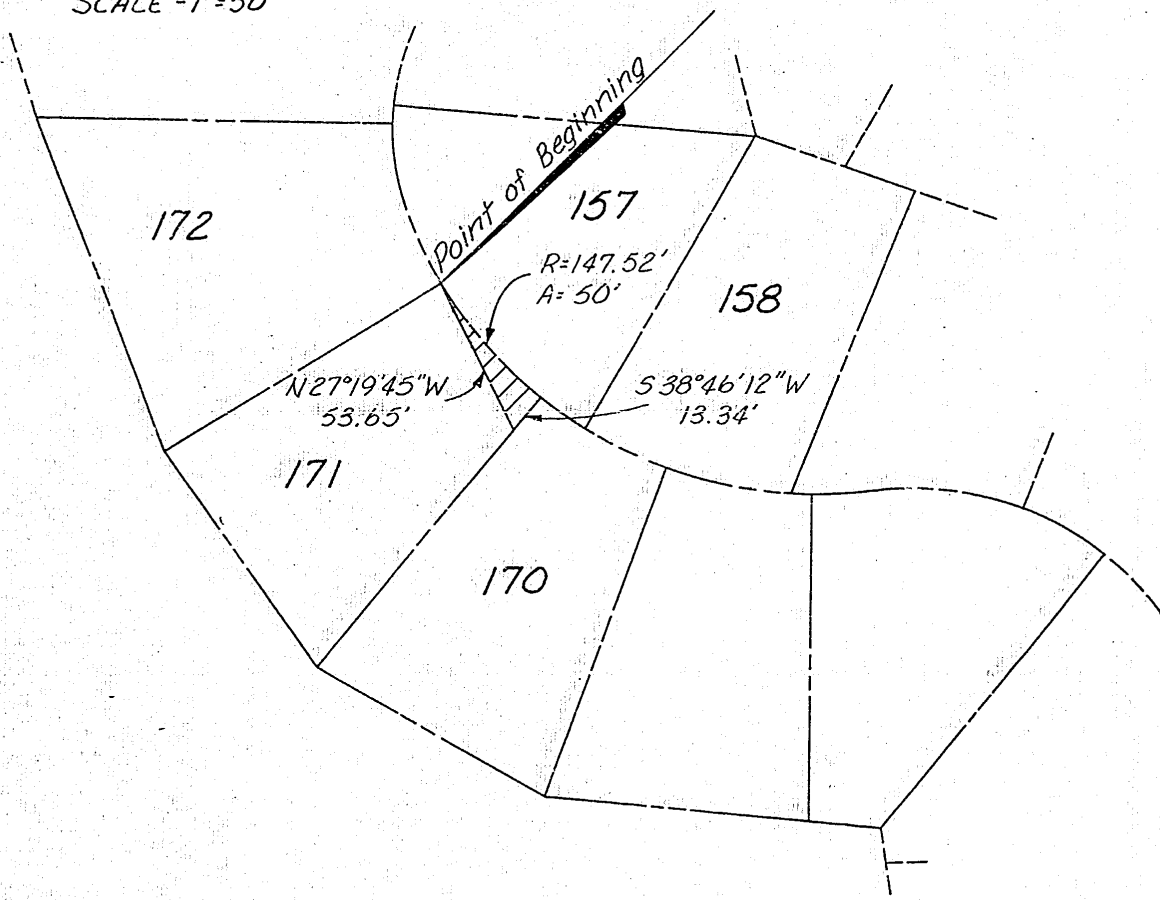 SCALE -1"=50'
Point of Beginning
157
172
R=147.52'
A= 50'
158
N27°19'45"W
53.65'
S38°46'12"W
13.34'
171
170